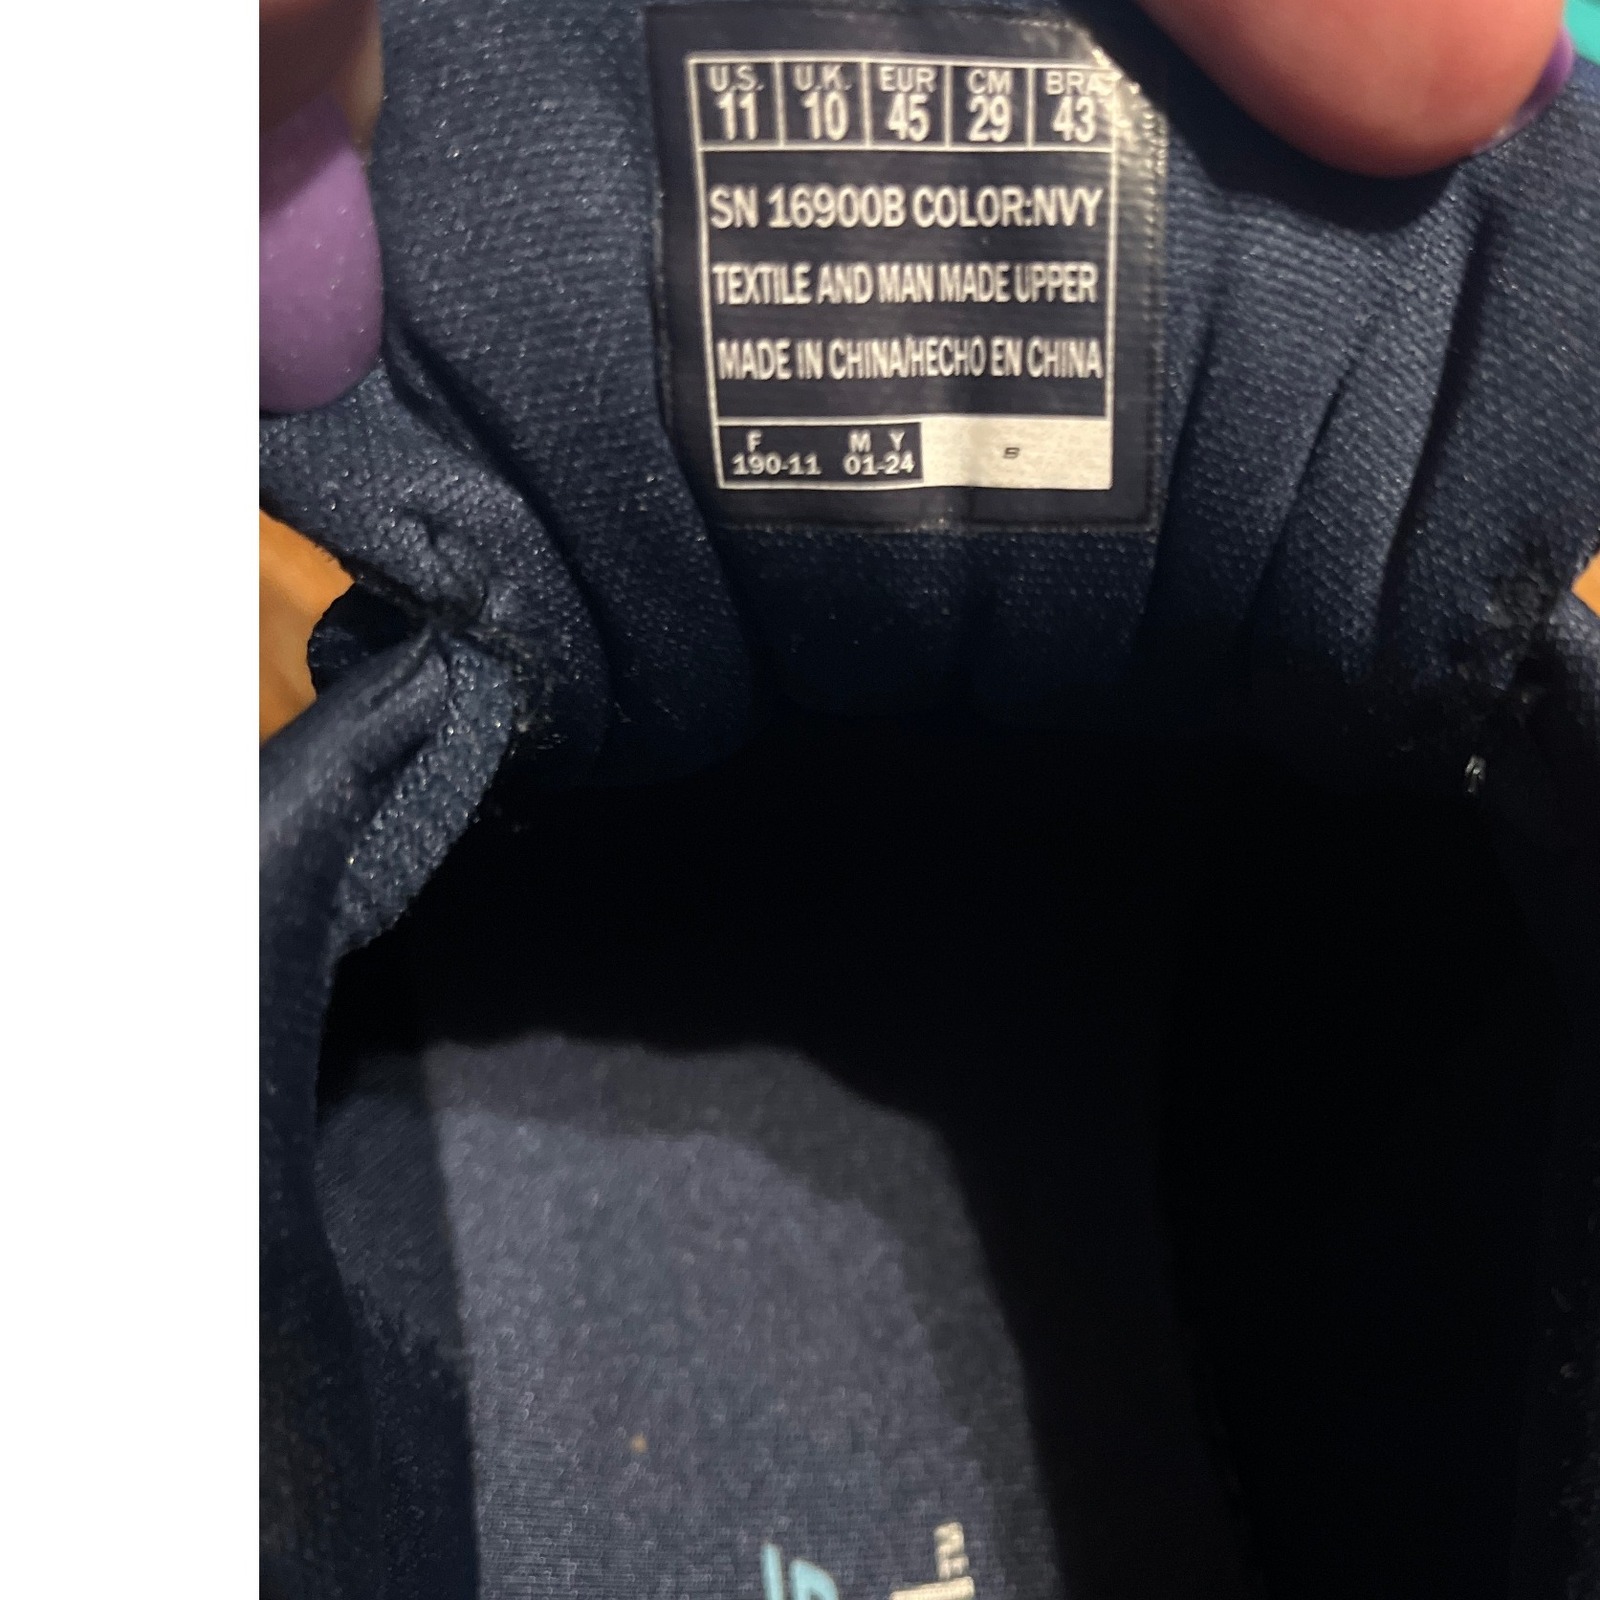 U.S. U.K. EUR CM BRA
11 10 45 29 43
SN 16900B COLOR:NVY
TEXTILE AND MAN MADE UPPER
MADE IN CHINA/HECHO EN CHINA
F M Y
190-11 01-24
TM